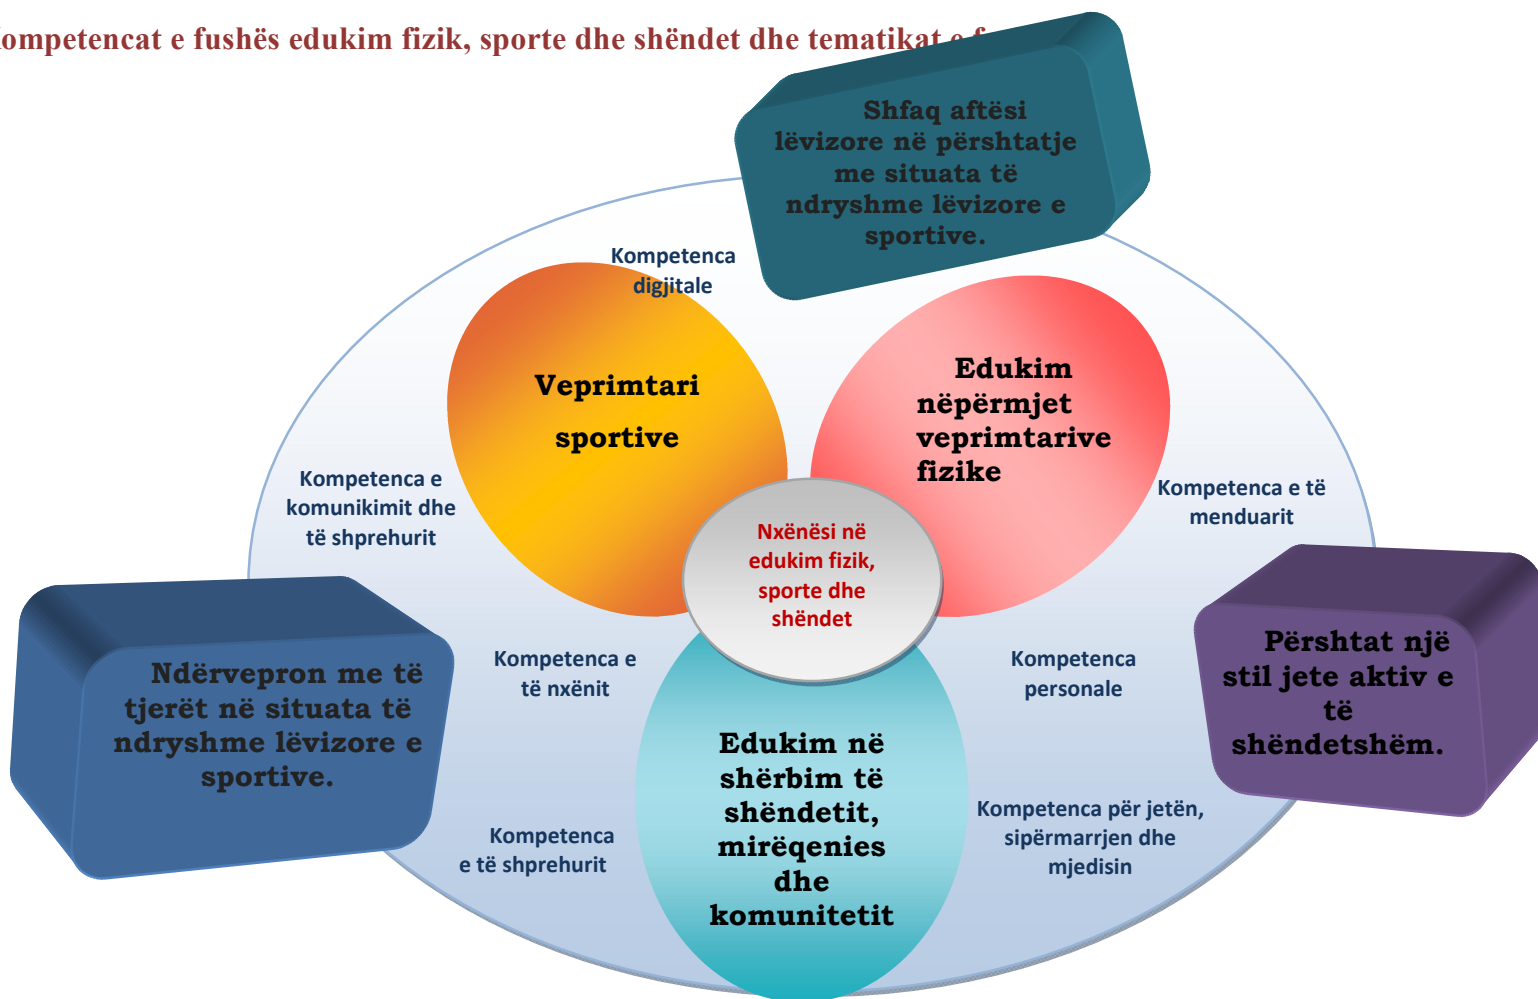 ompetencat e fushës edukim fizik, sporte dhe shëndet dhe tematikat e
Shfaq aftësi
lëvizore në përshtatje
me situata të
ndryshme lëvizore e
sportive.
Kompetenca
digjitale
Veprimtari
sportive
Edukim
nëpërmjet
veprimtarive
fizike
Kompetenca e
komunikimit dhe
të shprehurit
Kompetenca e të
menduarit
Nxënësi në
edukim fizik,
sporte dhe
shëndet
Ndërvepron me të
tjerët në situata të
ndryshme lëvizore e
sportive.
Kompetenca e
të nxënit
Kompetenca
personale
Përshtat një
stil jete aktiv e
të
shëndetshëm.
Edukim në
shërbim të
shëndetit,
mirëqenies
dhe
komunitetit
Kompetenca
e të shprehurit
Kompetenca për jetën,
sipërmarrjen dhe
mjedisin